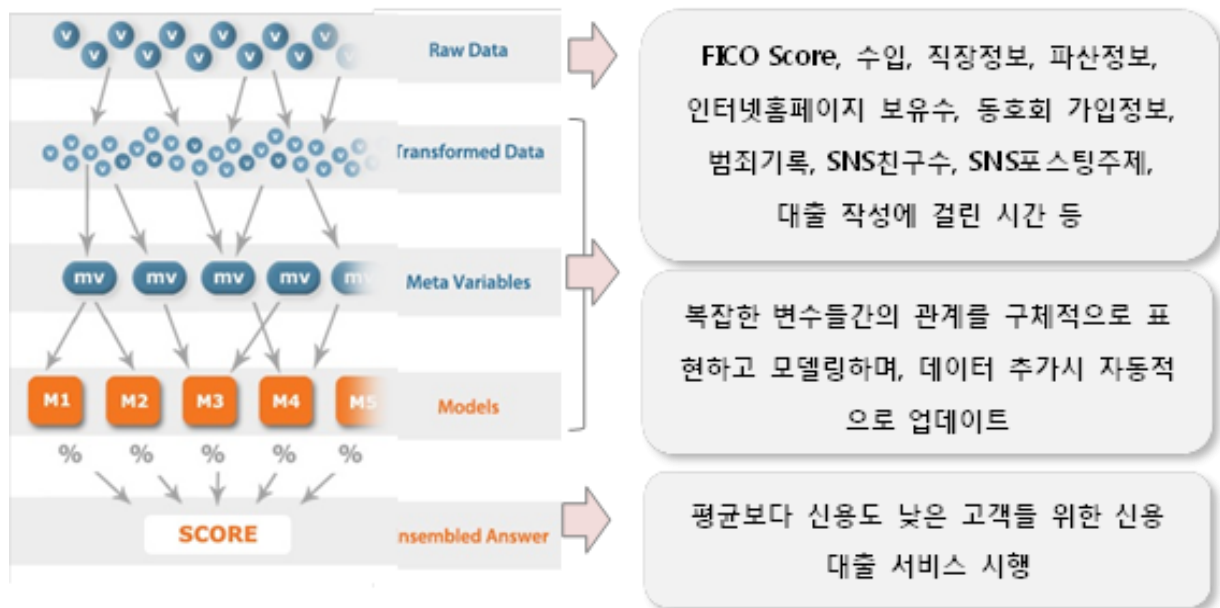 v v v v v v
v v v v v v
Raw Data
FICO Score, 수입, 직장정보, 파산정보,
인터넷홈페이지 보유수, 동호회 가입정보,
범죄기록, SNS친구수, SNS포스팅주제,
대출 작성에 걸린 시간 등
Transformed Data
mv mv mv mv mv
Meta Variables
복잡한 변수들간의 관계를 구체적으로 표
현하고 모델링하며, 데이터 추가시 자동적
으로 업데이트
M1 M2 M3 M4 M5
Models
% % % % %
SCORE
nsembled Answer
평균보다 신용도 낮은 고객들 위한 신용
대출 서비스 시행